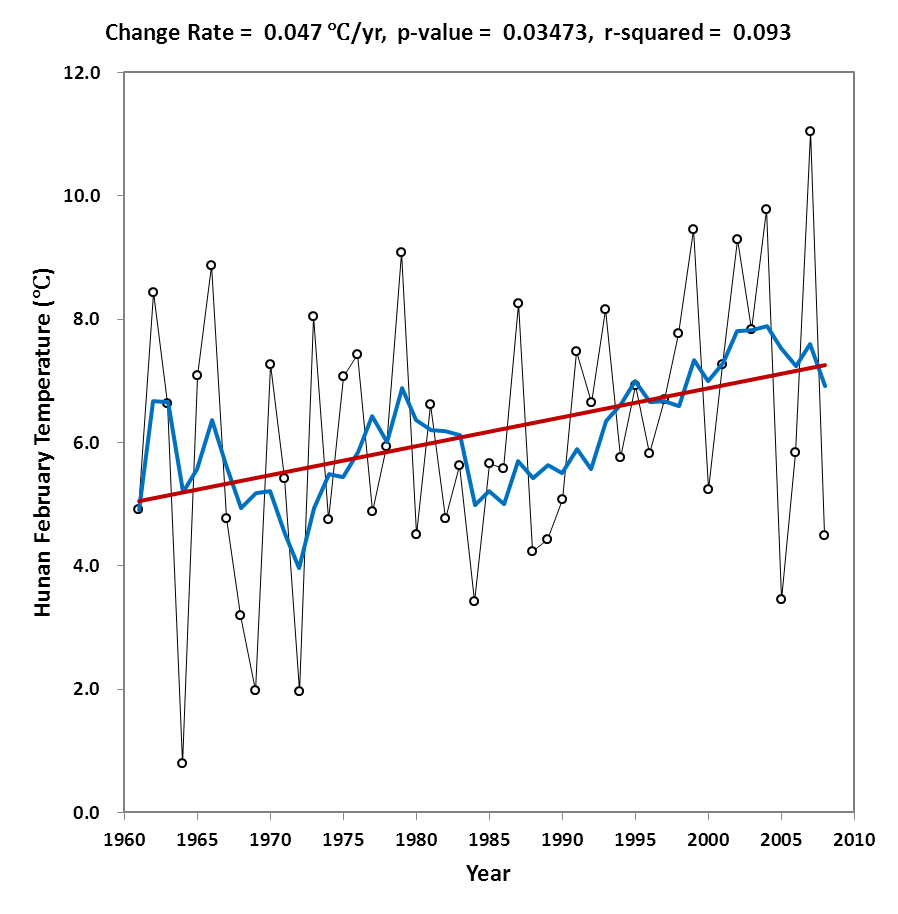 Change Rate = 0.047 ℃/yr, p-value = 0.03473, r-squared = 0.093
12.0
10.0
8.0
6.0
4.0
2.0
0.0
Hunan February Temperature (℃)
1960 1965 1970 1975 1980 1985 1990 1995 2000 2005 2010
Year